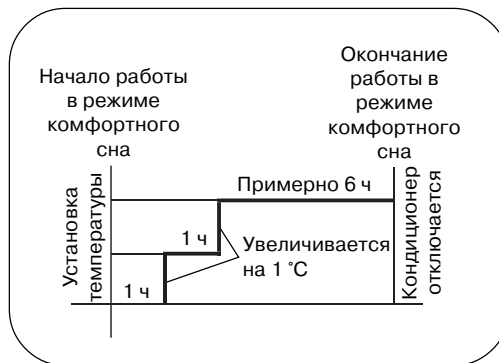 Начало работы
в режиме
комфортного
сна
Окончание
работы в
режиме
комфортного
сна
Установка
температуры
Примерно 6 ч
1 ч
Увеличивается
на 1 °C
1 ч
Кондиционер
отключается